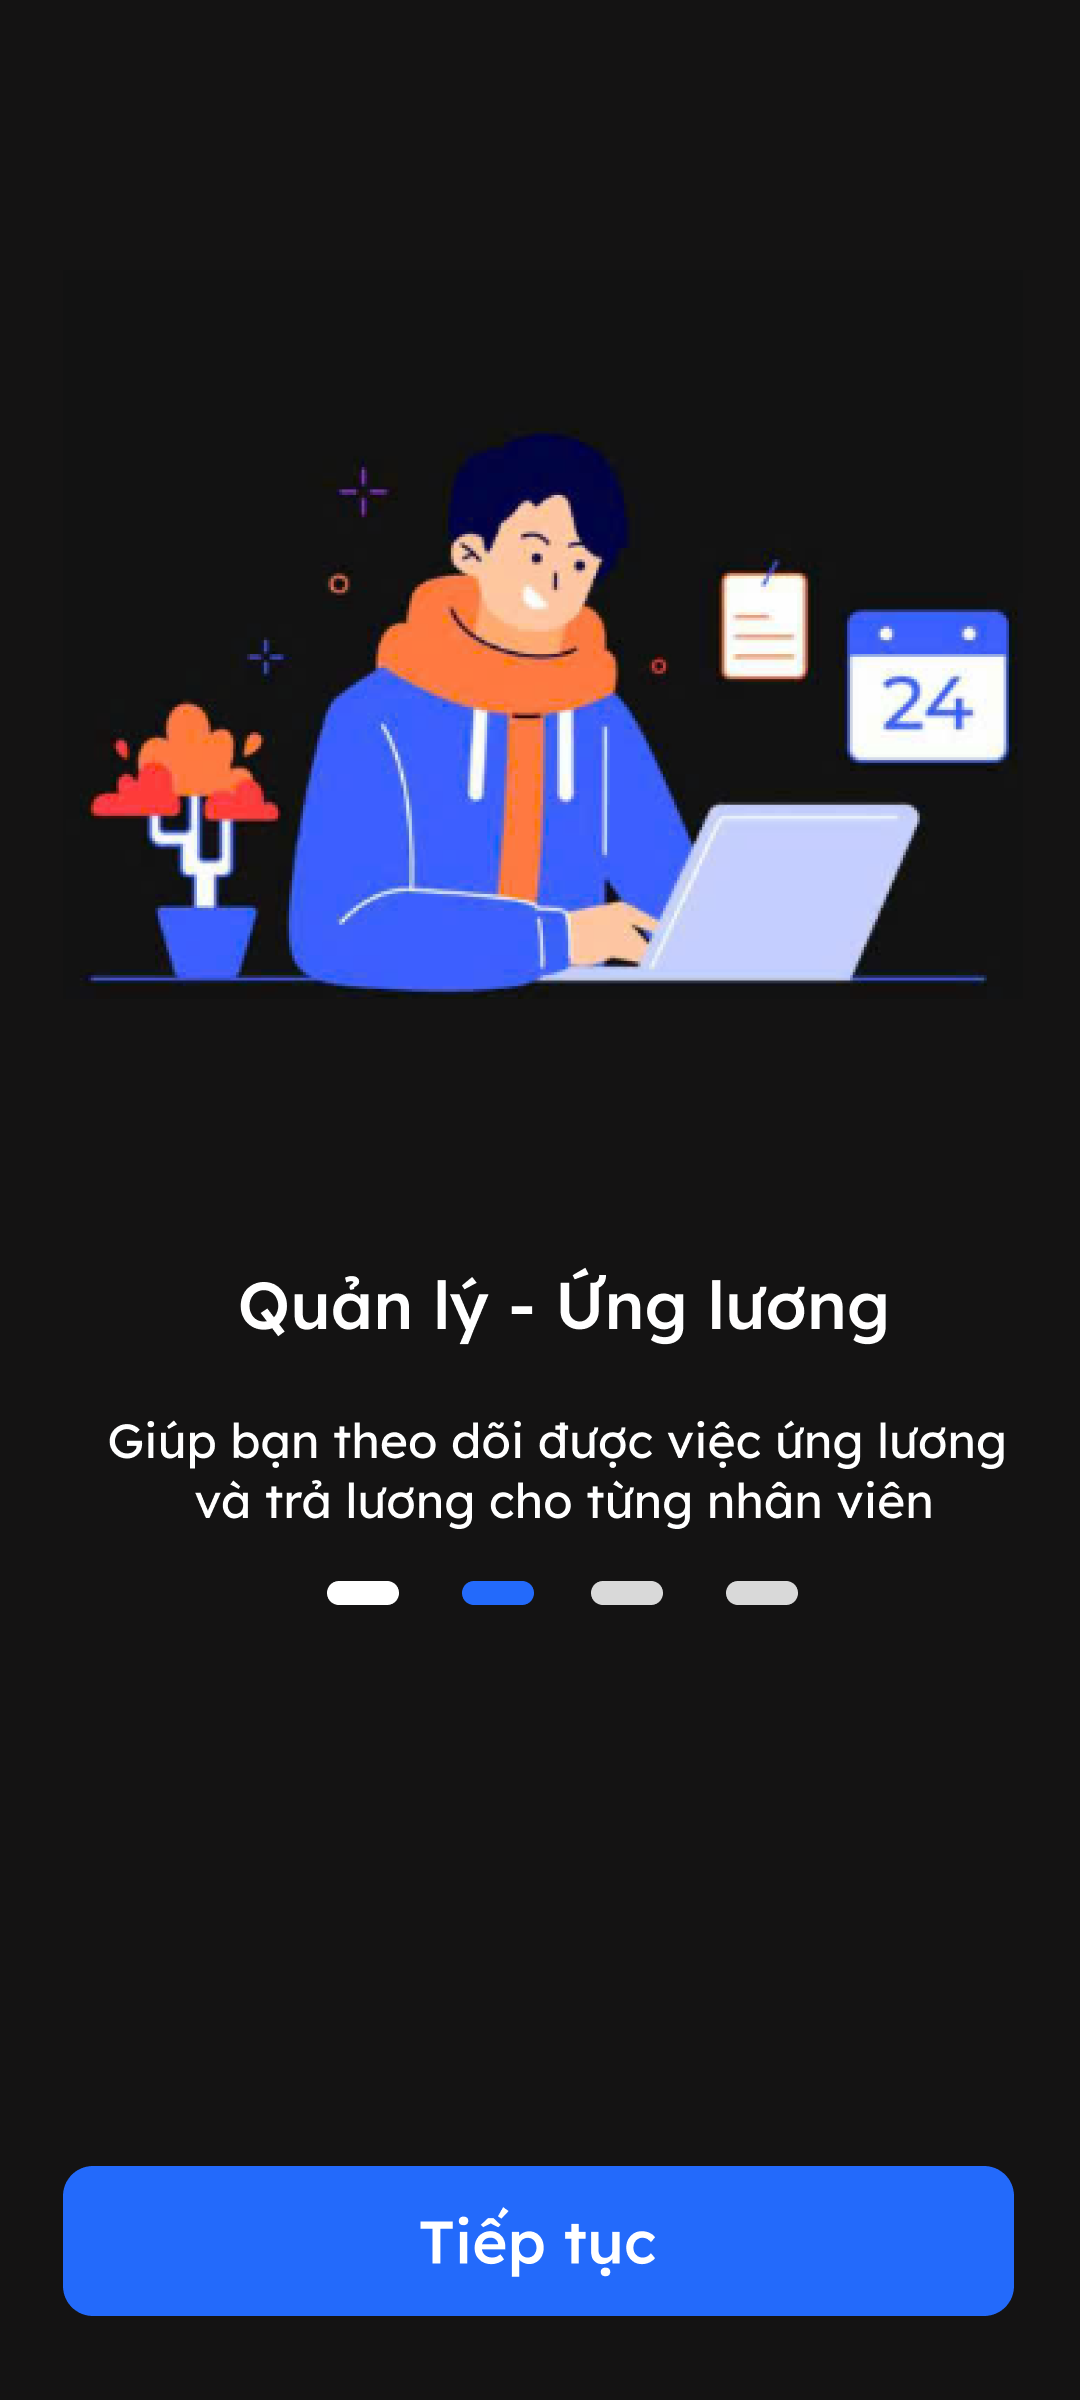 24
Quản lý - Ứng lương
Giúp bạn theo dõi được việc ứng lương
và trả lương cho từng nhân viên
Tiếp tục